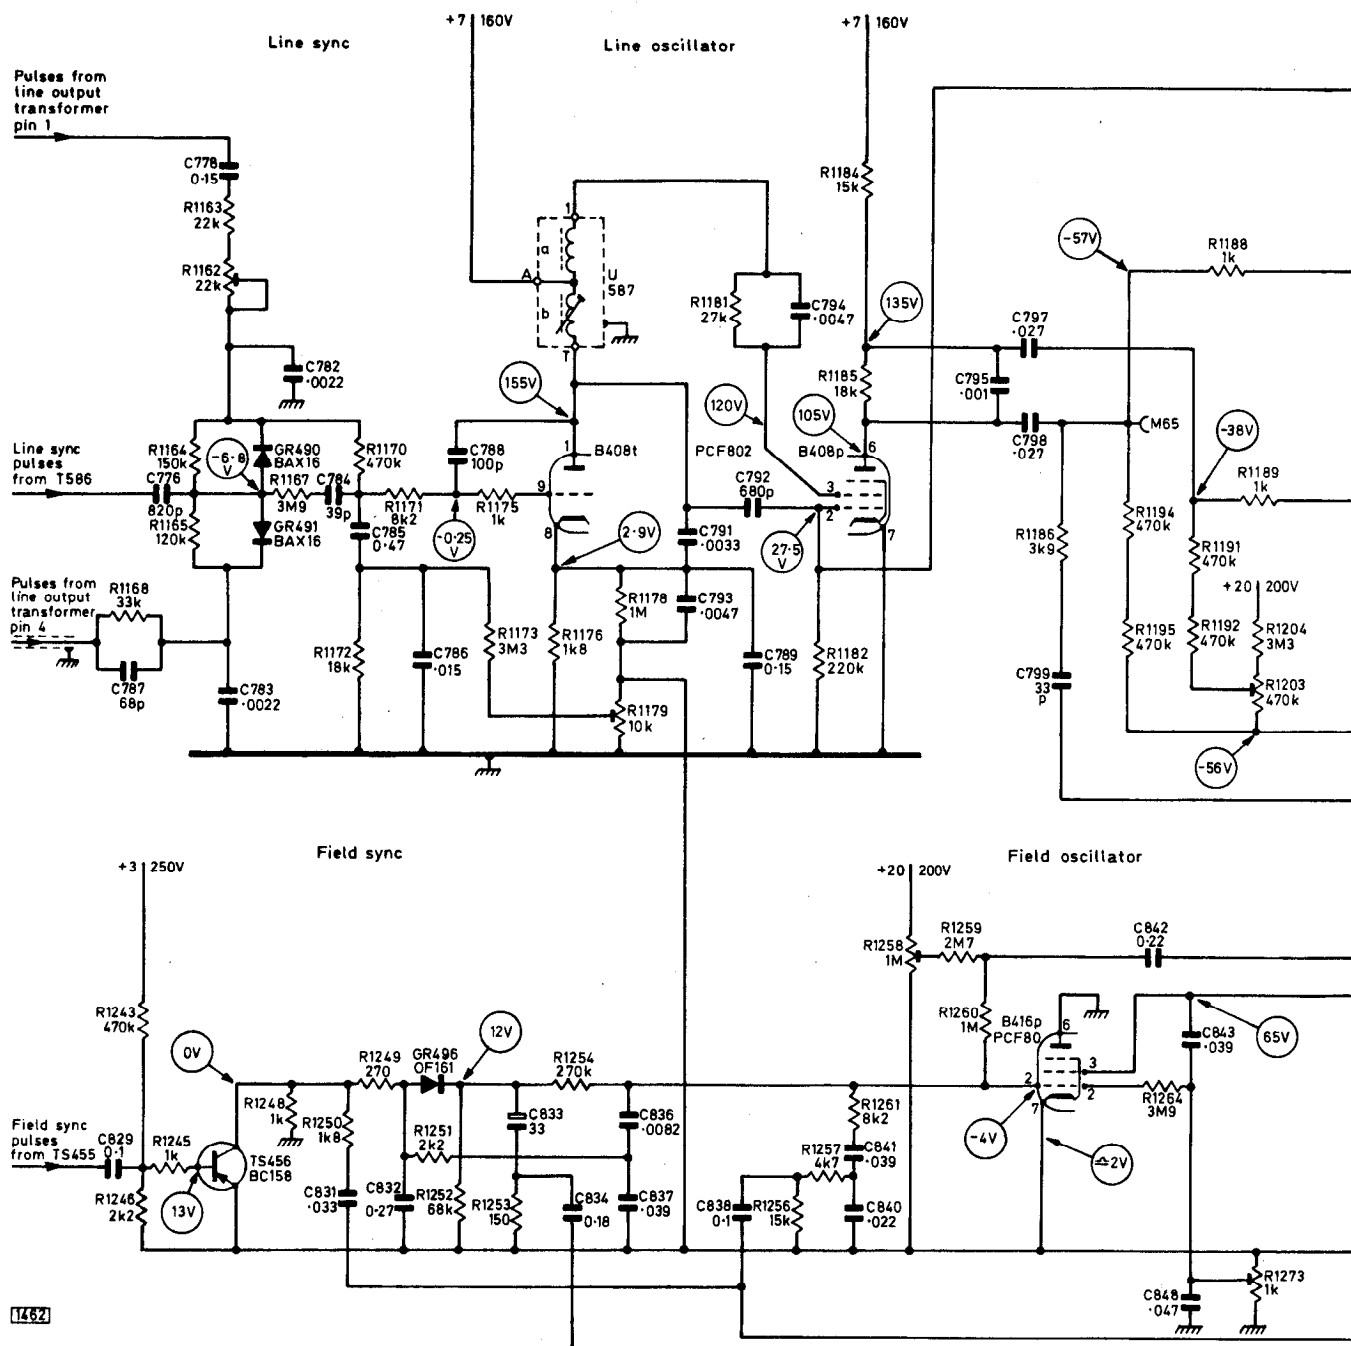 +7 160V
+7 160V
Line sync
Line oscillator
Pulses from
line output
transformer
pin 1
C778
0·15
R1163
22k
R1162
22k
C782
·0022
1
a
A
U
587
b
T
R1184
15k
R1181
27k
C794
·0047
135V
-57V
R1188
1k
C797
·027
R1185
18k
C795
·001
155V
120V
105V
C798
·027
M65
-38V
R1189
1k
Line sync
pulses
from T586
R1164
150k
C776
820p
R1165
120k
-6·8
V
GR490
BAX16
R1167
3M9
GR491
BAX16
C784
39p
R1170
470k
C785
0·47
R1171
8k2
C788
100p
-0·25
V
R1175
1k
1
B408t
9
8
2·9V
PCF802
B408p
6
3
2
7
C792
680p
27·5
V
C791
·0033
R1186
3k9
R1194
470k
R1191
470k
+20 200V
Pulses from
line output
transformer
pin 4
R1168
33k
C787
68p
C783
·0022
R1172
18k
C786
·015
R1173
3M3
R1176
1k8
R1178
1M
C793
·0047
R1179
10k
C789
0·15
R1182
220k
R1195
470k
R1192
470k
R1204
3M3
R1203
470k
C799
33
p
-56V
Field sync
Field oscillator
+3 250V
+20 200V
R1258
1M
R1259
2M7
C842
0·22
R1243
470k
0V
R1249
270
GR496
OF161
12V
R1254
270k
R1260
1M
B416p
PCF80
6
3
2
2
7
C843
·039
65V
R1264
3M9
-4V
≏2V
Field sync
pulses
from TS455
C829
0·1
R1245
1k
R1246
2k2
13V
TS456
BC158
R1248
1k
R1250
1k8
C831
·033
R1251
2k2
C832
0·27
R1252
68k
C833
33
R1253
150
C834
0·18
C836
·0082
C837
·039
R1261
8k2
R1257
4k7
C841
·039
C838
0·1
R1256
15k
C840
·022
C848
·047
R1273
1k
1462